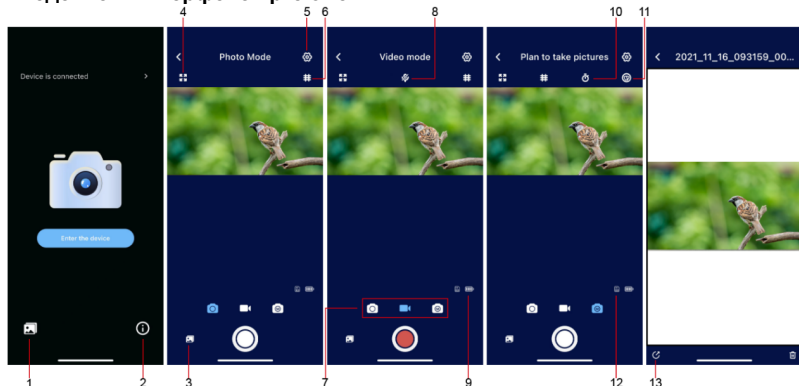 4
5
6
8
10
11
Photo Mode
Video mode
Plan to take pictures
2021_11_16_093159_00...
Device is connected
Enter the device
1
2
3
7
9
12
13